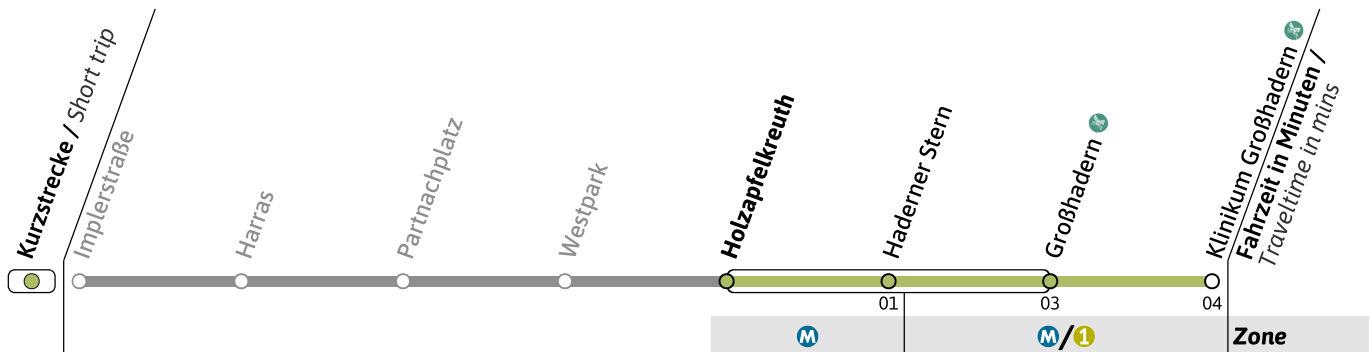 Kurzstrecke / Short trip
Implerstraße
Harras
Partnachplatz
Westpark
Holzapfelkreuth
Haderner Stern
Großhadern
Klinikum Großhadern
Fahrzeit in Minuten /
Traveltime in mins
01
03
04
M
M/1
Zone